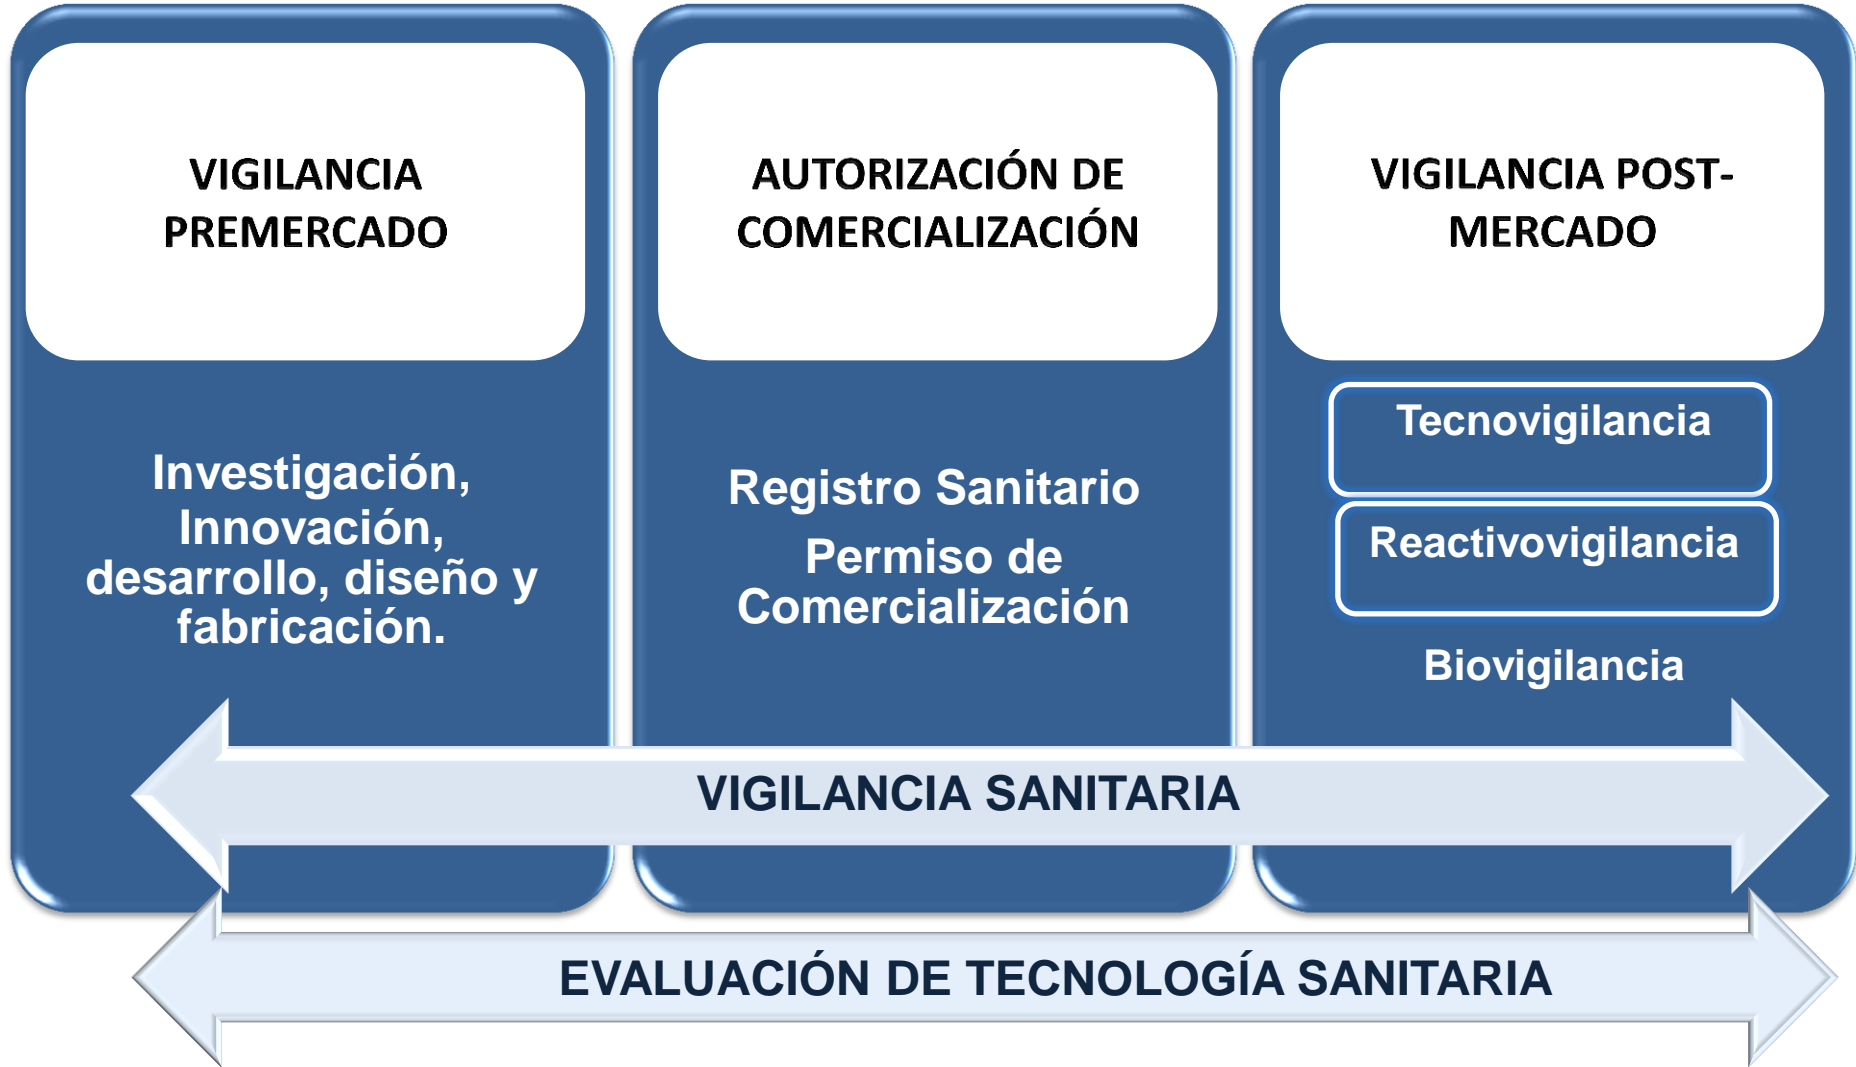 VIGILANCIA
PREMERCADO
Investigación,
Innovación,
desarrollo, diseño y
fabricación.
AUTORIZACIÓN DE
COMERCIALIZACIÓN
Registro Sanitario
Permiso de
Comercialización
VIGILANCIA POST-
MERCADO
Tecnovigilancia
Reactivovigilancia
Biovigilancia
VIGILANCIA SANITARIA
EVALUACIÓN DE TECNOLOGÍA SANITARIA